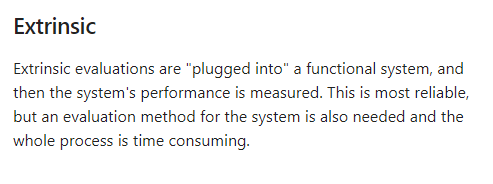 Extrinsic
Extrinsic evaluations are "plugged into" a functional system, and
then the system's performance is measured. This is most reliable,
but an evaluation method for the system is also needed and the
whole process is time consuming.